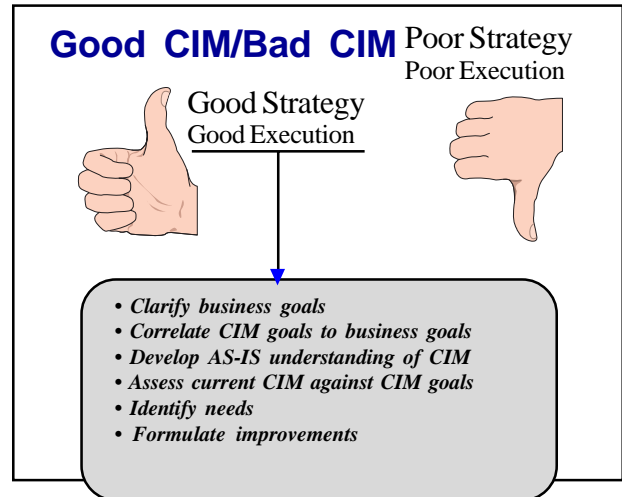 Good CIM/Bad CIM
Poor Strategy
Poor Execution
Good Strategy
Good Execution
• Clarify business goals
• Correlate CIM goals to business goals
• Develop AS-IS understanding of CIM
• Assess current CIM against CIM goals
• Identify needs
• Formulate improvements